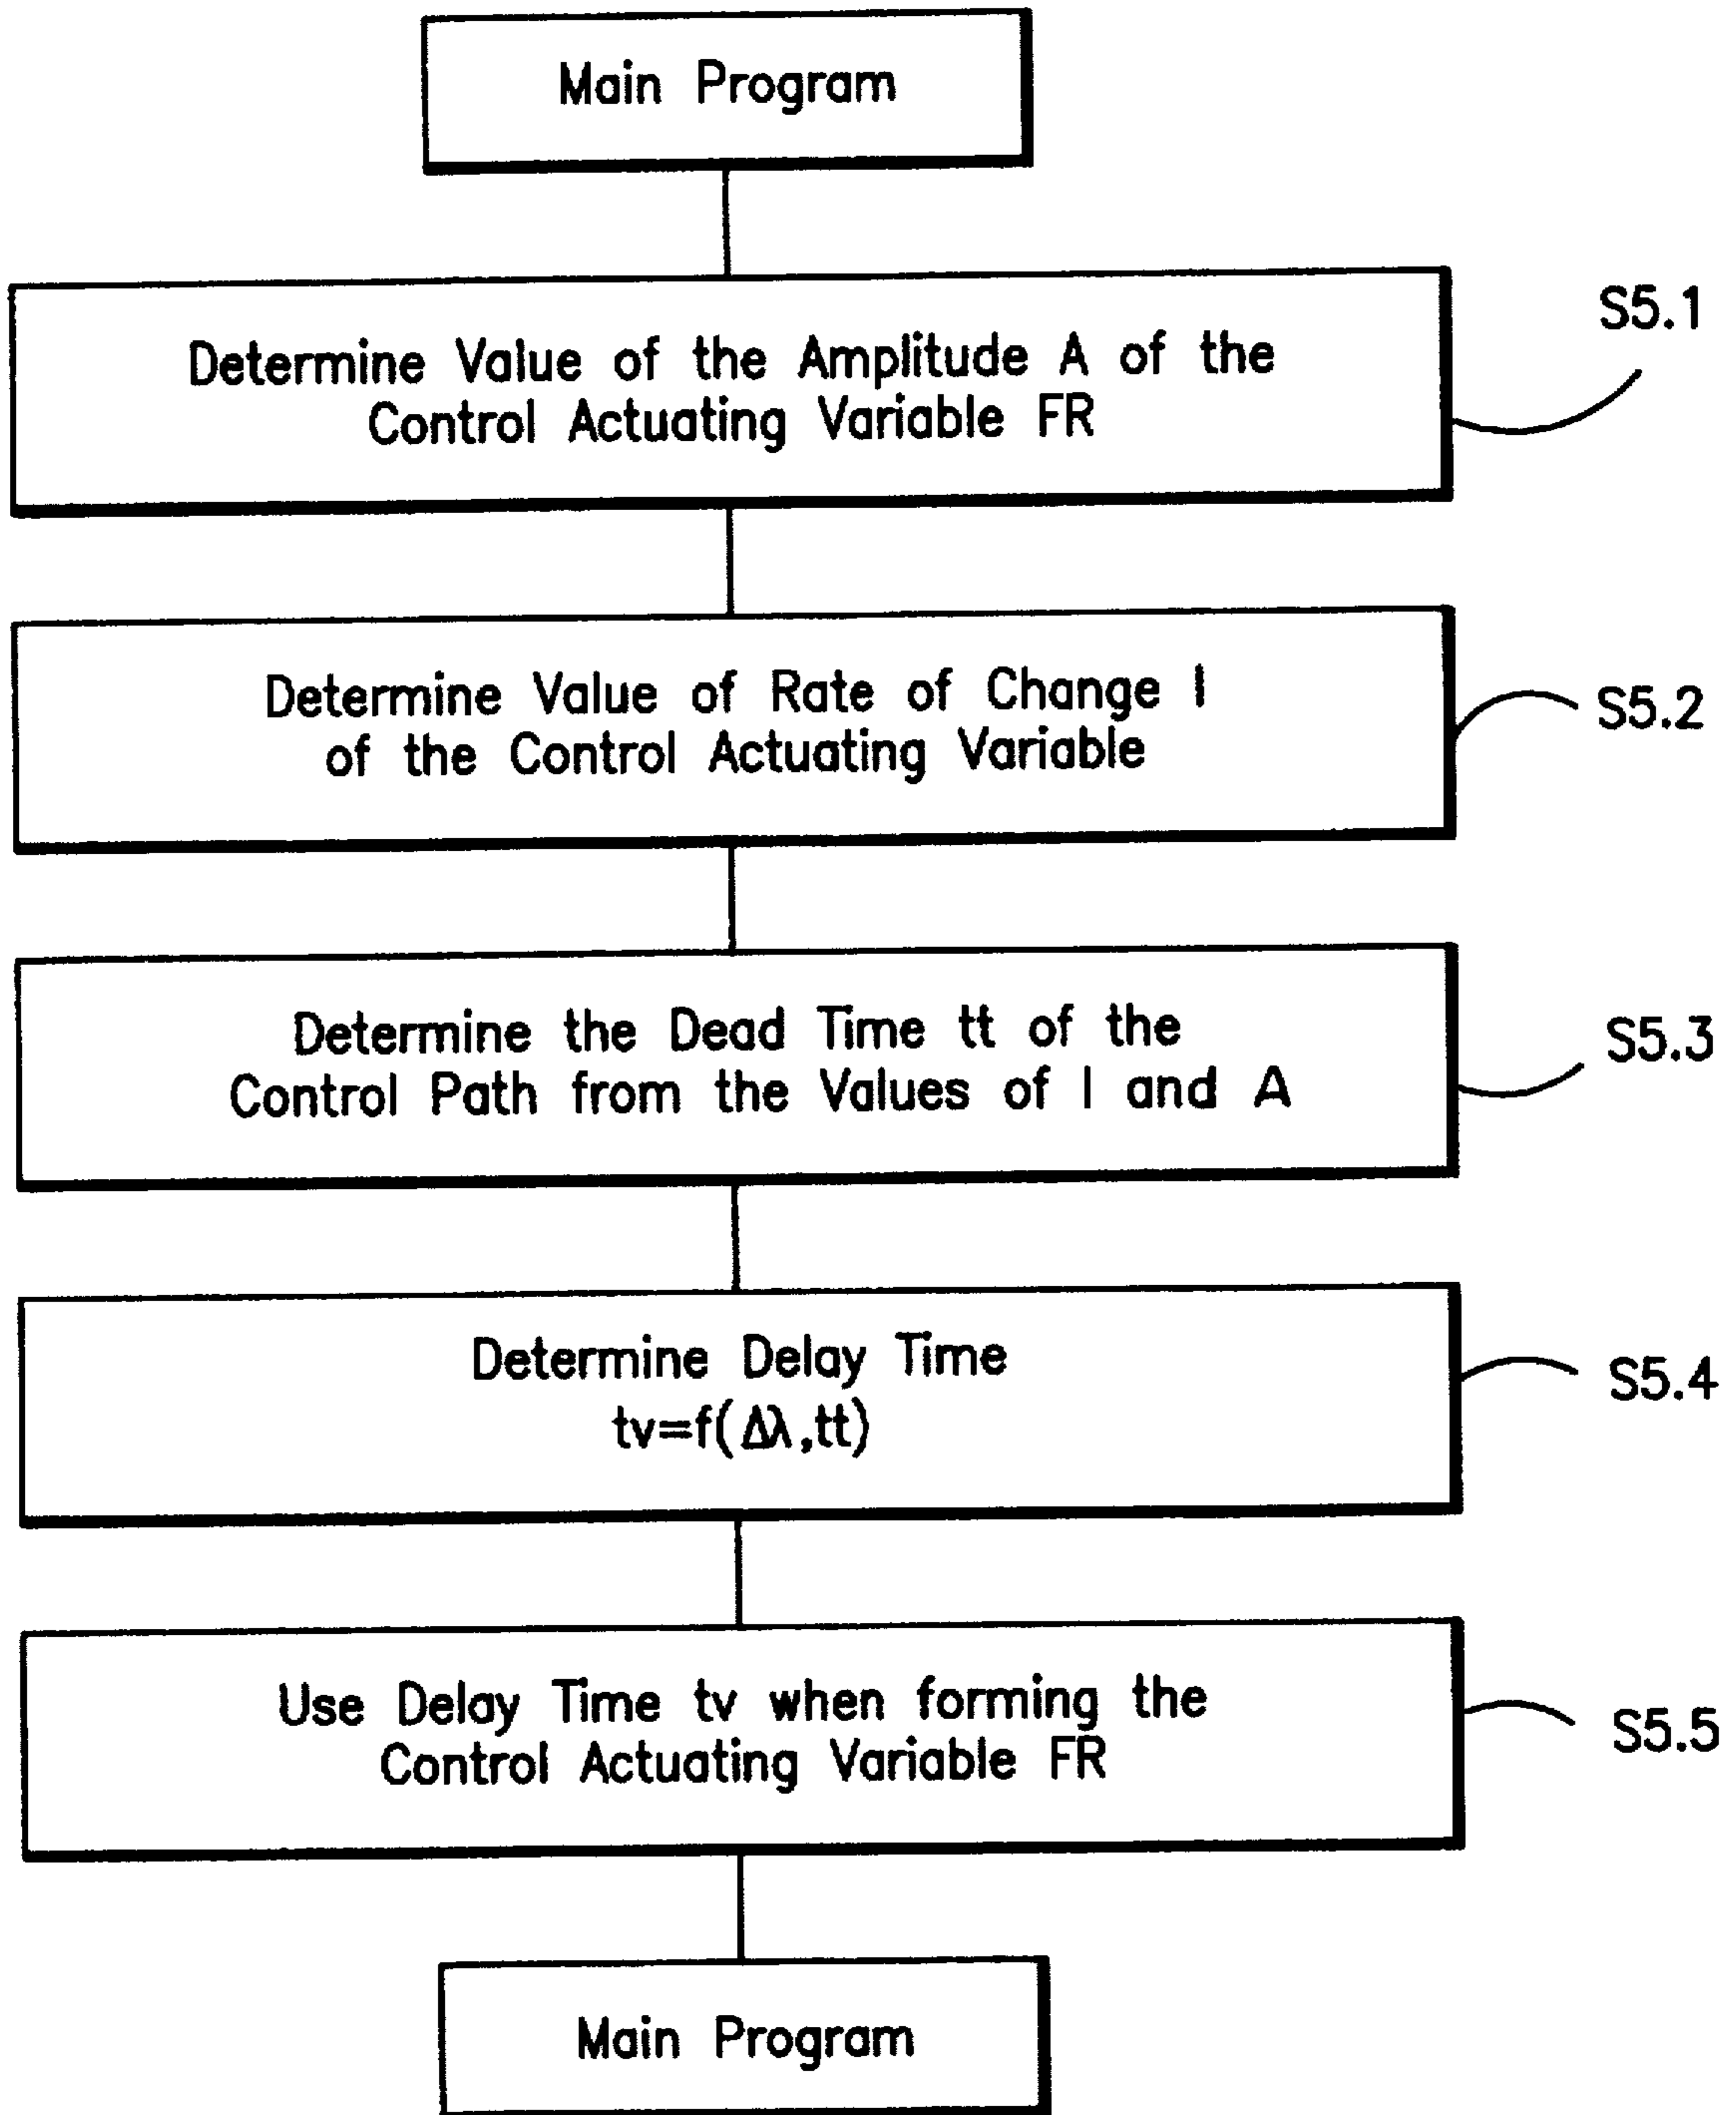 Main Program
S5.1
Determine Value of the Amplitude A of the
Control Actuating Variable FR
Determine Value of Rate of Change I
of the Control Actuating Variable
S5.2
Determine the Dead Time tt of the
Control Path from the Values of I and A
S5.3
Determine Delay Time
tv=f(Δλ,tt)
S5.4
Use Delay Time tv when forming the
Control Actuating Variable FR
S5.5
Main Program